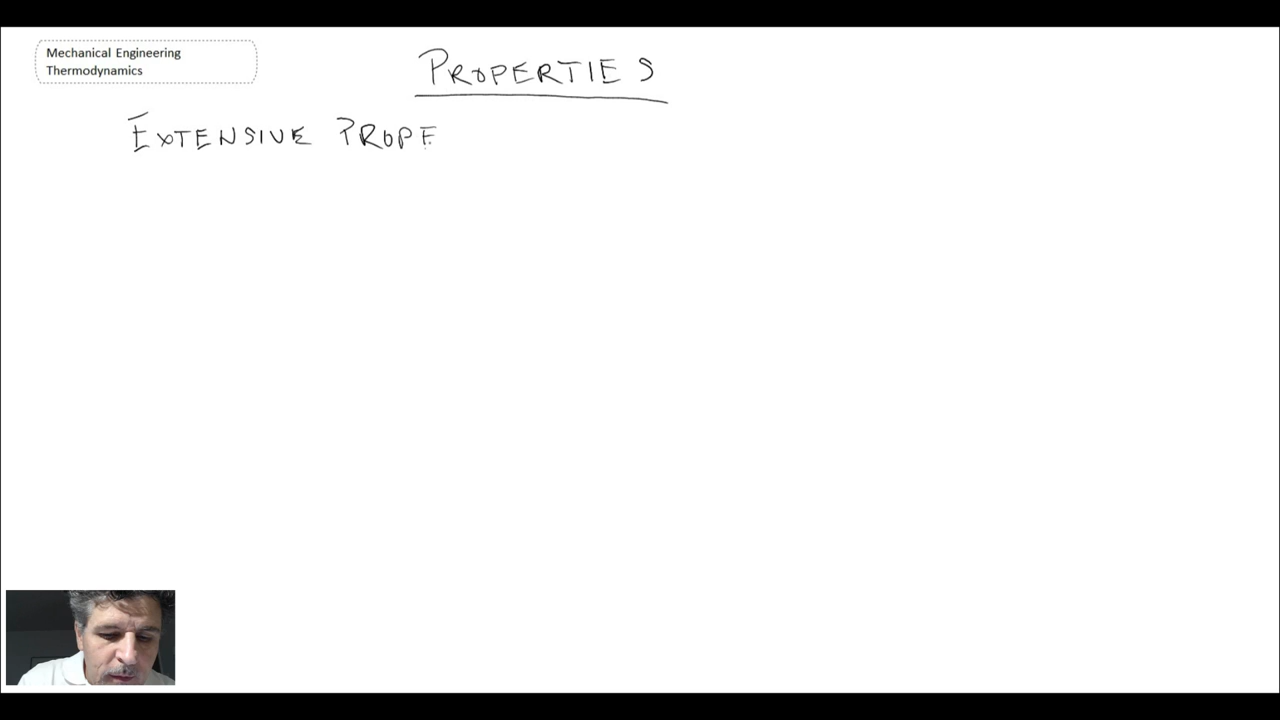 Mechanical Engineering
Thermodynamics
PROPERTIES
EXTENSIVE PROPE